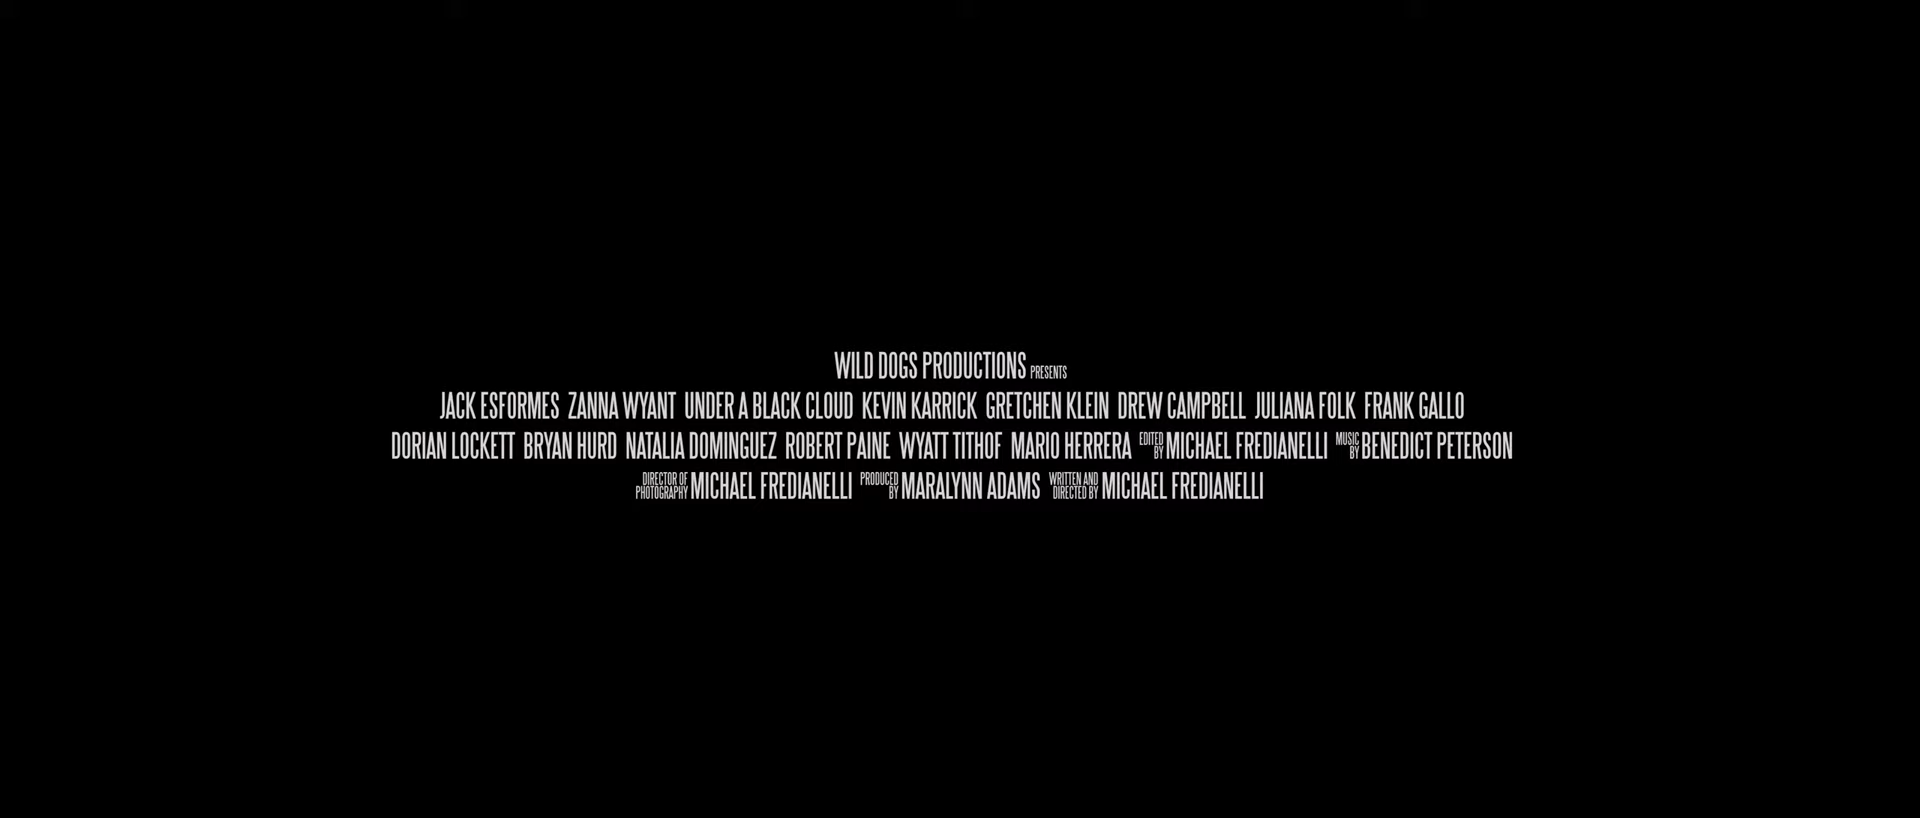 WILD DOGS PRODUCTIONS PRESENTS
JACK ESFORMES ZANNA WYANT UNDER A BLACK CLOUD KEVIN KARRICK GRETCHEN KLEIN DREW CAMPBELL JULIANA FOLK FRANK GALLO
DORIAN LOCKETT BRYAN HURD NATALIA DOMINGUEZ ROBERT PAINE WYATT TITHOF MARIO HERRERA EDITED BY MICHAEL FREDIANELLI MUSIC BY BENEDICT PETERSON
DIRECTOR OF PHOTOGRAPHY MICHAEL FREDIANELLI PRODUCED BY MARALYNN ADAMS WRITTEN AND DIRECTED BY MICHAEL FREDIANELLI